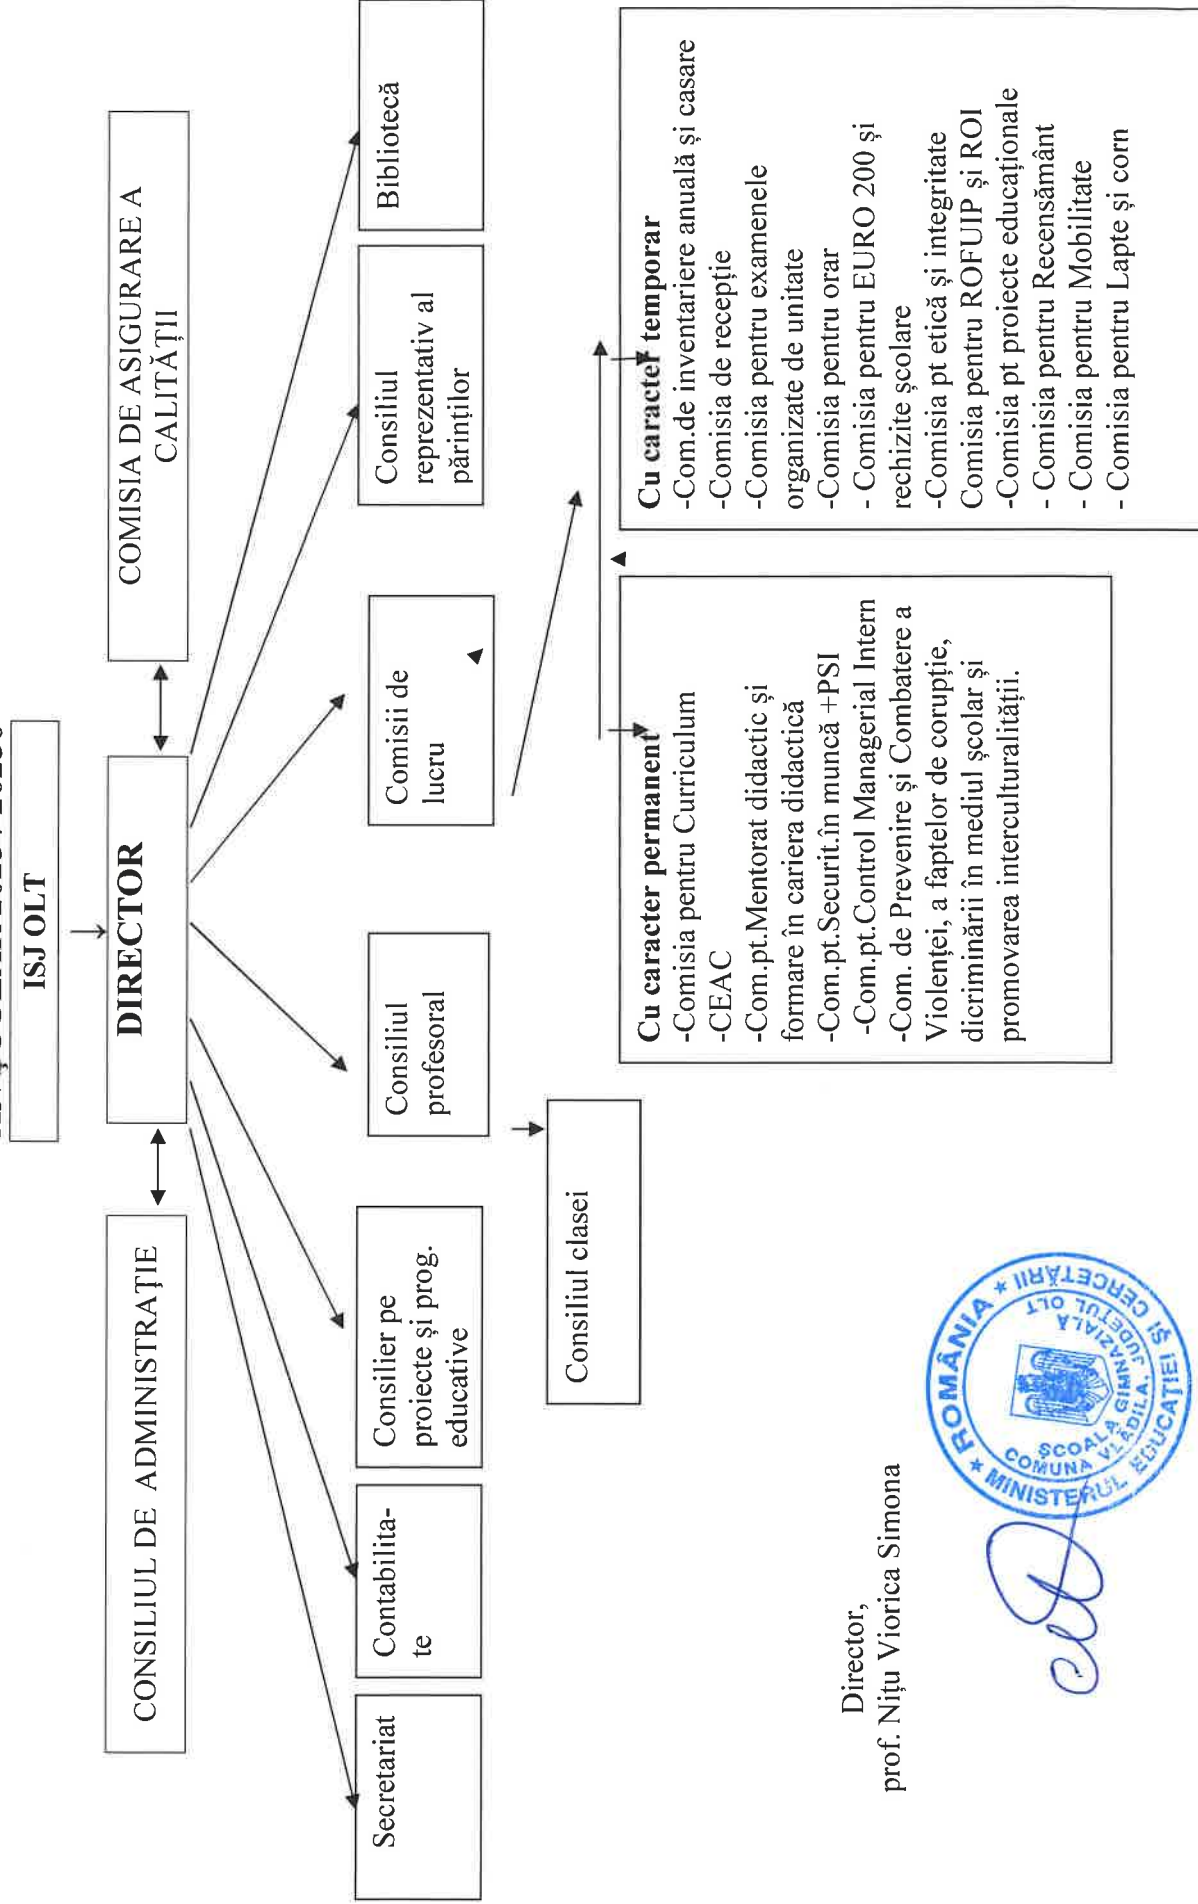 ISJ OLT
CONSILIUL DE ADMINISTRAȚIE
DIRECTOR
COMISIA DE ASIGURARE A
CALITĂȚII
Secretariat
Contabilita-
te
Consilier pe
proiecte și prog.
educative
Consiliul
profesoral
Comisii de
lucru
Consiliul
reprezentativ al
părinților
Bibliotecă
Consiliul clasei
Cu caracter permanent
-Comisia pentru Curriculum
-CEAC
-Com.pt.Mentorat didactic și
formare în cariera didactică
-Com.pt.Securit.în muncă +PSI
-Com.pt.Control Managerial Intern
-Com. de Prevenire și Combatere a
Violenței, a faptelor de corupție,
dicriminării în mediul școlar și
promovarea interculturalității.
Cu caracter temporar
-Com.de inventariere anuală și casare
-Comisia de recepție
-Comisia pentru examenele
organizate de unitate
-Comisia pentru orar
- Comisia pentru EURO 200 și
rechizite școlare
-Comisia pt etică și integritate
Comisia pentru ROFUIP și ROI
-Comisia pt proiecte educaționale
- Comisia pentru Recensământ
- Comisia pentru Mobilitate
- Comisia pentru Lapte și corn
Director,
prof. Nițu Viorica Simona
* ROMÂNIA *
MINISTERUL EDUCAȚIEI ȘI CERCETĂRII
ȘCOALA GIMNAZIALĂ
COMUNA VLĂDILA, JUDEȚUL OLT